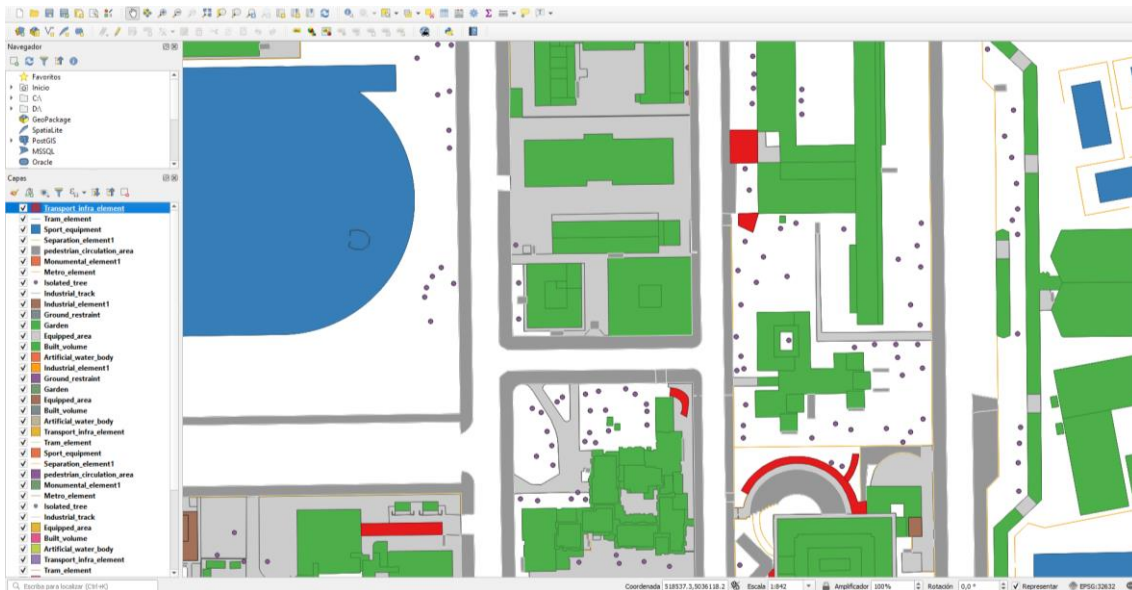 Navegador
Favoritos
Inicio
C:\
D:\
GeoPackage
SpatiaLite
PostGIS
MSSQL
Oracle
Capas
Transport_infra_element
Tram_element
Sport_equipment
Separation_element1
pedestrian_circulation_area
Monumental_element1
Metro_element
Isolated_tree
Industrial_track
Industrial_element1
Ground_restraint
Garden
Equipped_area
Built_volume
Artificial_water_body
Industrial_element1
Ground_restraint
Garden
Equipped_area
Built_volume
Artificial_water_body
Transport_infra_element
Tram_element
Sport_equipment
Separation_element1
pedestrian_circulation_area
Monumental_element1
Metro_element
Isolated_tree
Industrial_track
Equipped_area
Built_volume
Artificial_water_body
Transport_infra_element
Tram_element
Escriba para localizar (Ctrl+K) Coordenada 518537.3,5036118.2 Escala 1:842 Amplificador 100% Rotación 0,0 ° Representar EPSG:32632